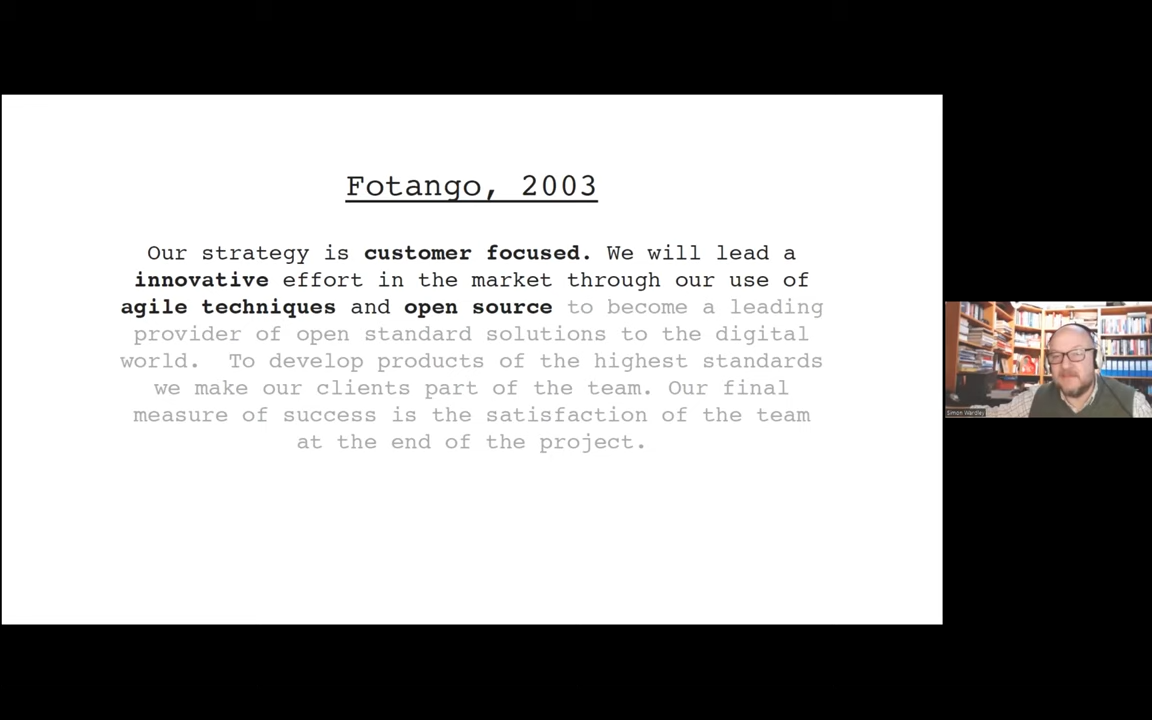 Fotango, 2003
Our strategy is customer focused. We will lead a
innovative effort in the market through our use of
agile techniques and open source to become a leading
provider of open standard solutions to the digital
world.  To develop products of the highest standards
we make our clients part of the team. Our final
measure of success is the satisfaction of the team
at the end of the project.
Simon Wardley